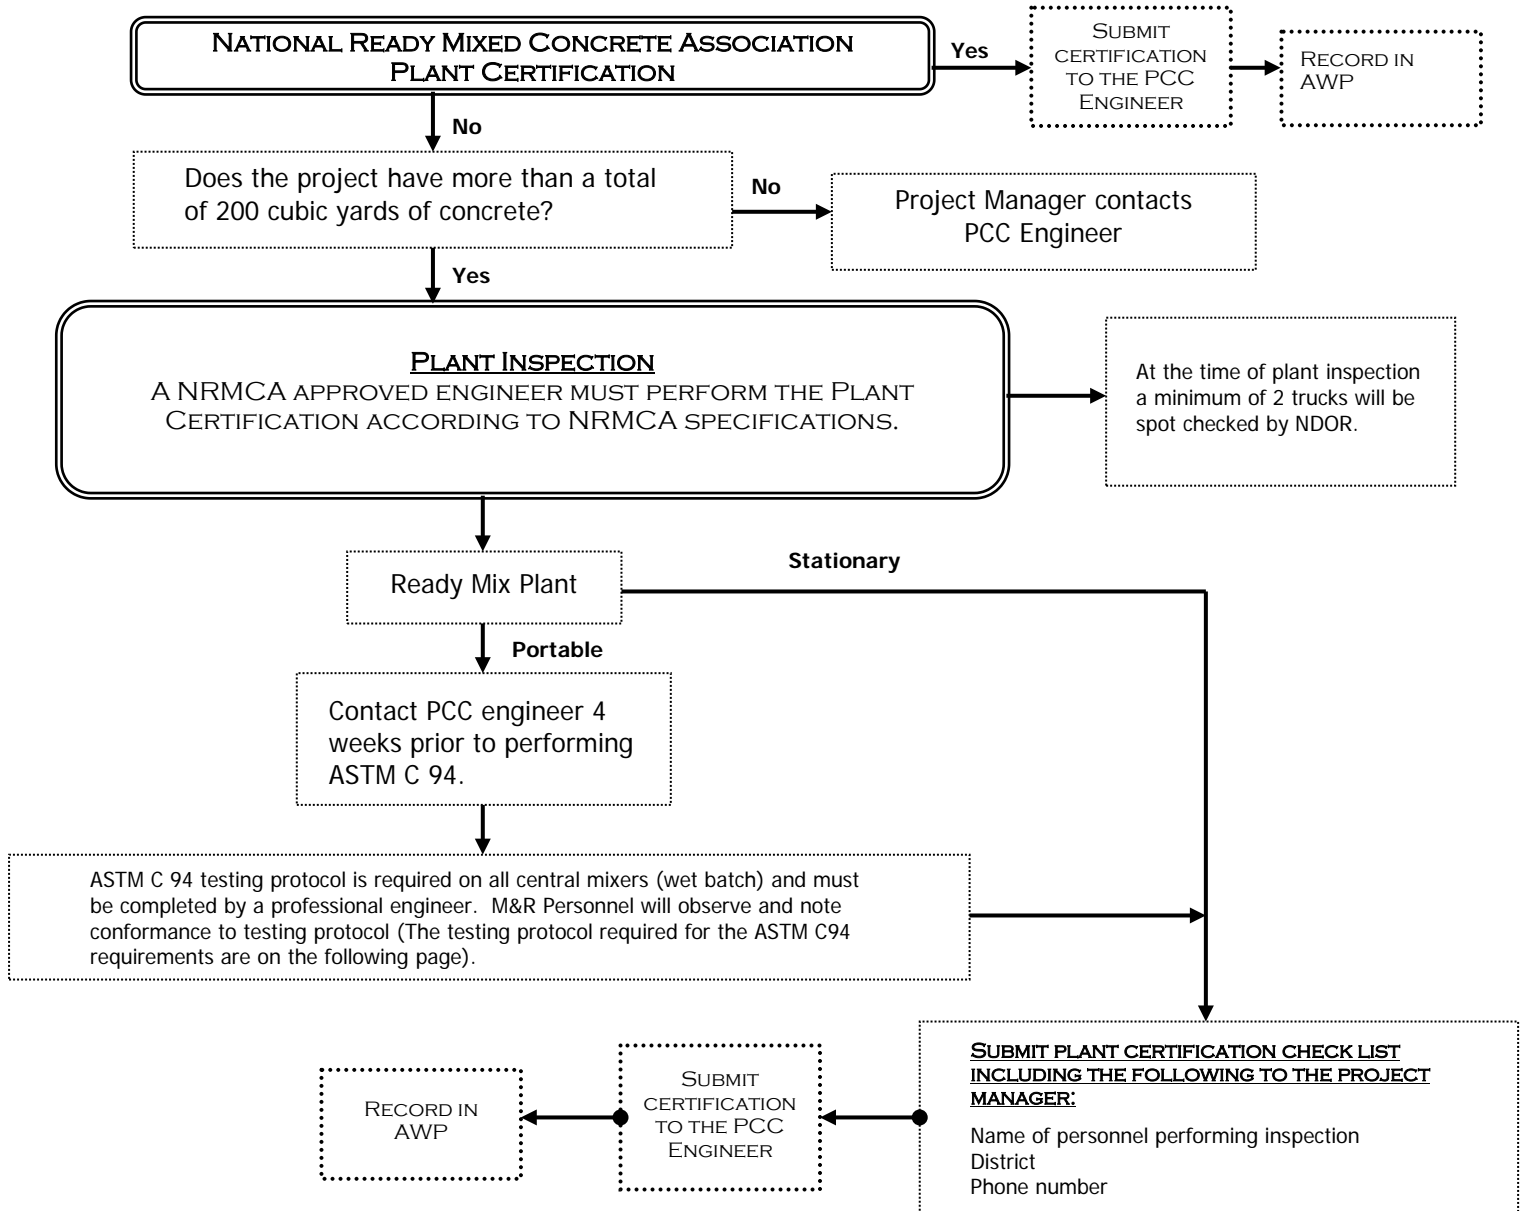 NATIONAL READY MIXED CONCRETE ASSOCIATION
PLANT CERTIFICATION
Yes
SUBMIT
CERTIFICATION
TO THE PCC
ENGINEER
RECORD IN
AWP
No
Does the project have more than a total
of 200 cubic yards of concrete?
No
Project Manager contacts
PCC Engineer
Yes
PLANT INSPECTION
A NRMCA APPROVED ENGINEER MUST PERFORM THE PLANT
CERTIFICATION ACCORDING TO NRMCA SPECIFICATIONS.
At the time of plant inspection
a minimum of 2 trucks will be
spot checked by NDOR.
Ready Mix Plant
Stationary
Portable
Contact PCC engineer 4
weeks prior to performing
ASTM C 94.
ASTM C 94 testing protocol is required on all central mixers (wet batch) and must
be completed by a professional engineer.  M&R Personnel will observe and note
conformance to testing protocol (The testing protocol required for the ASTM C94
requirements are on the following page).
SUBMIT PLANT CERTIFICATION CHECK LIST
INCLUDING THE FOLLOWING TO THE PROJECT
MANAGER:
Name of personnel performing inspection
District
Phone number
SUBMIT
CERTIFICATION
TO THE PCC
ENGINEER
RECORD IN
AWP